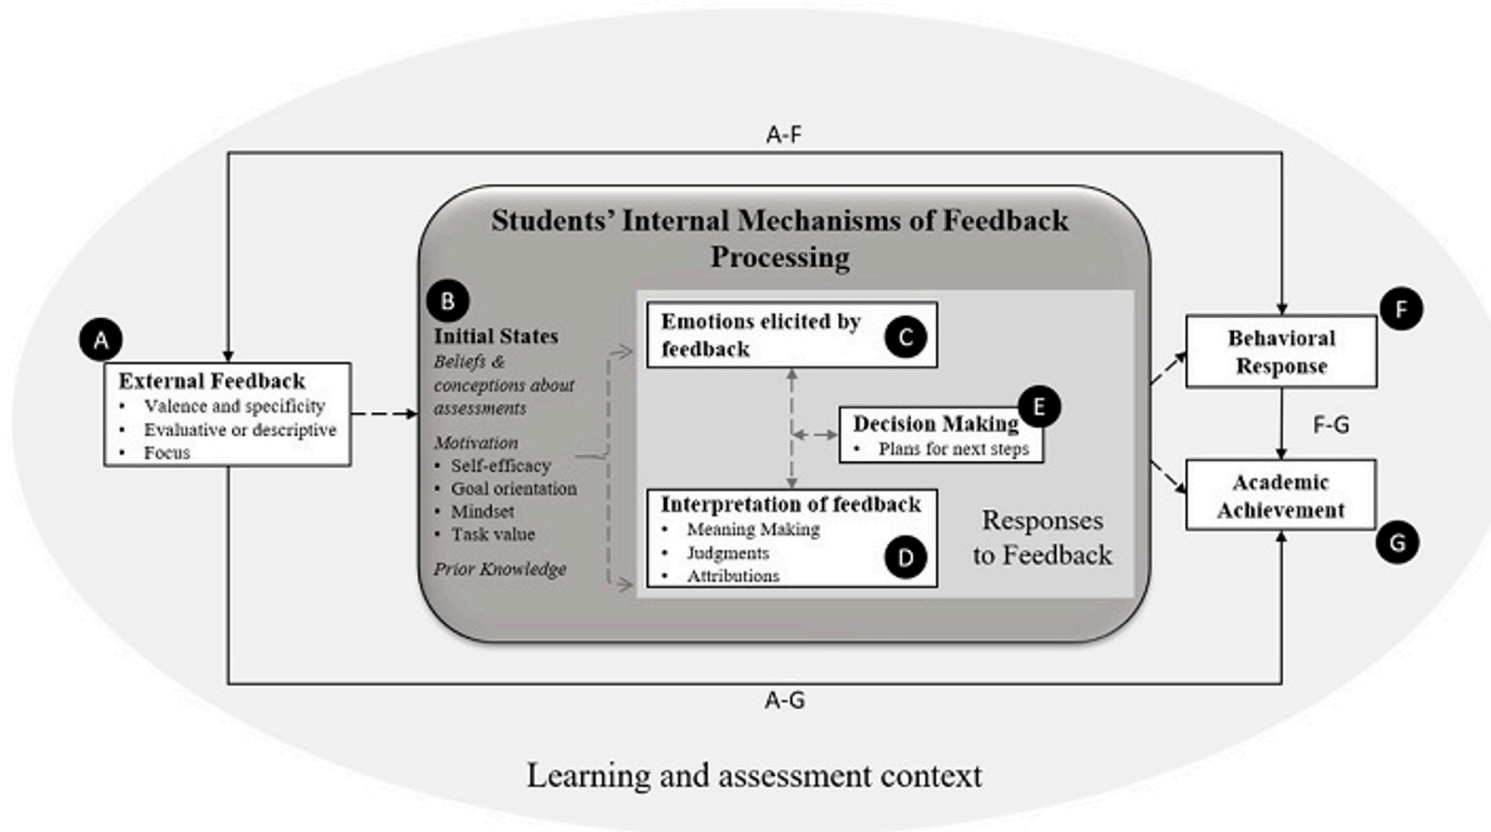 A-F
Students’ Internal Mechanisms of Feedback
Processing
A
External Feedback
• Valence and specificity
• Evaluative or descriptive
• Focus
B
Initial States
Beliefs &
conceptions about
assessments
Motivation
• Self-efficacy
• Goal orientation
• Mindset
• Task value
Prior Knowledge
Emotions elicited by
feedback
C
Decision Making
• Plans for next steps
E
Interpretation of feedback
• Meaning Making
• Judgments
• Attributions
D
Responses
to Feedback
F
Behavioral
Response
F-G
Academic
Achievement
G
A-G
Learning and assessment context